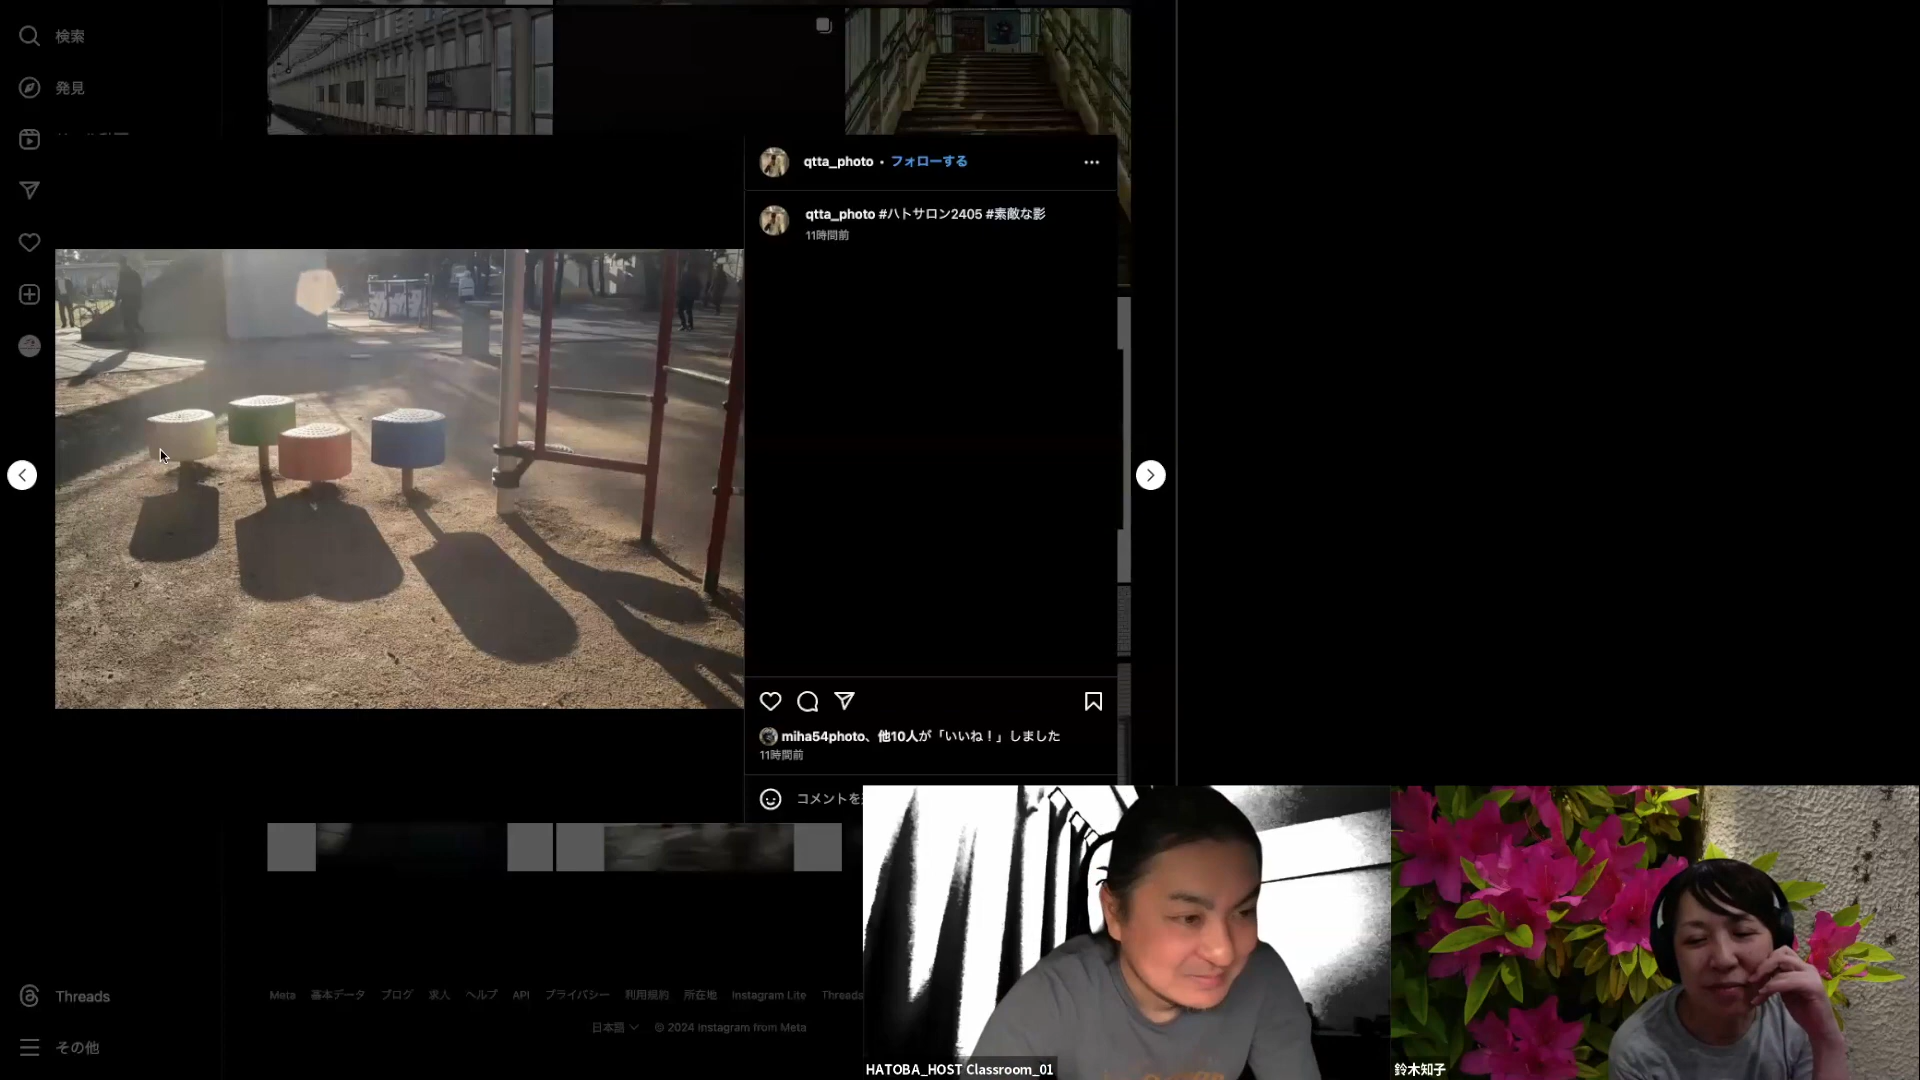 検索
発見
qtta_photo • フォローする
qtta_photo #ハトサロン2405 #素敵な影
11時間前
miha54photo、他10人が「いいね！」しました
11時間前
コメントを
Threads
その他
Meta 基本データ ブログ 求人 ヘルプ API プライバシー 利用規約 所在地 Instagram Lite Threads
日本語 © 2024 Instagram from Meta
HATOBA_HOST Classroom_01
鈴木知子